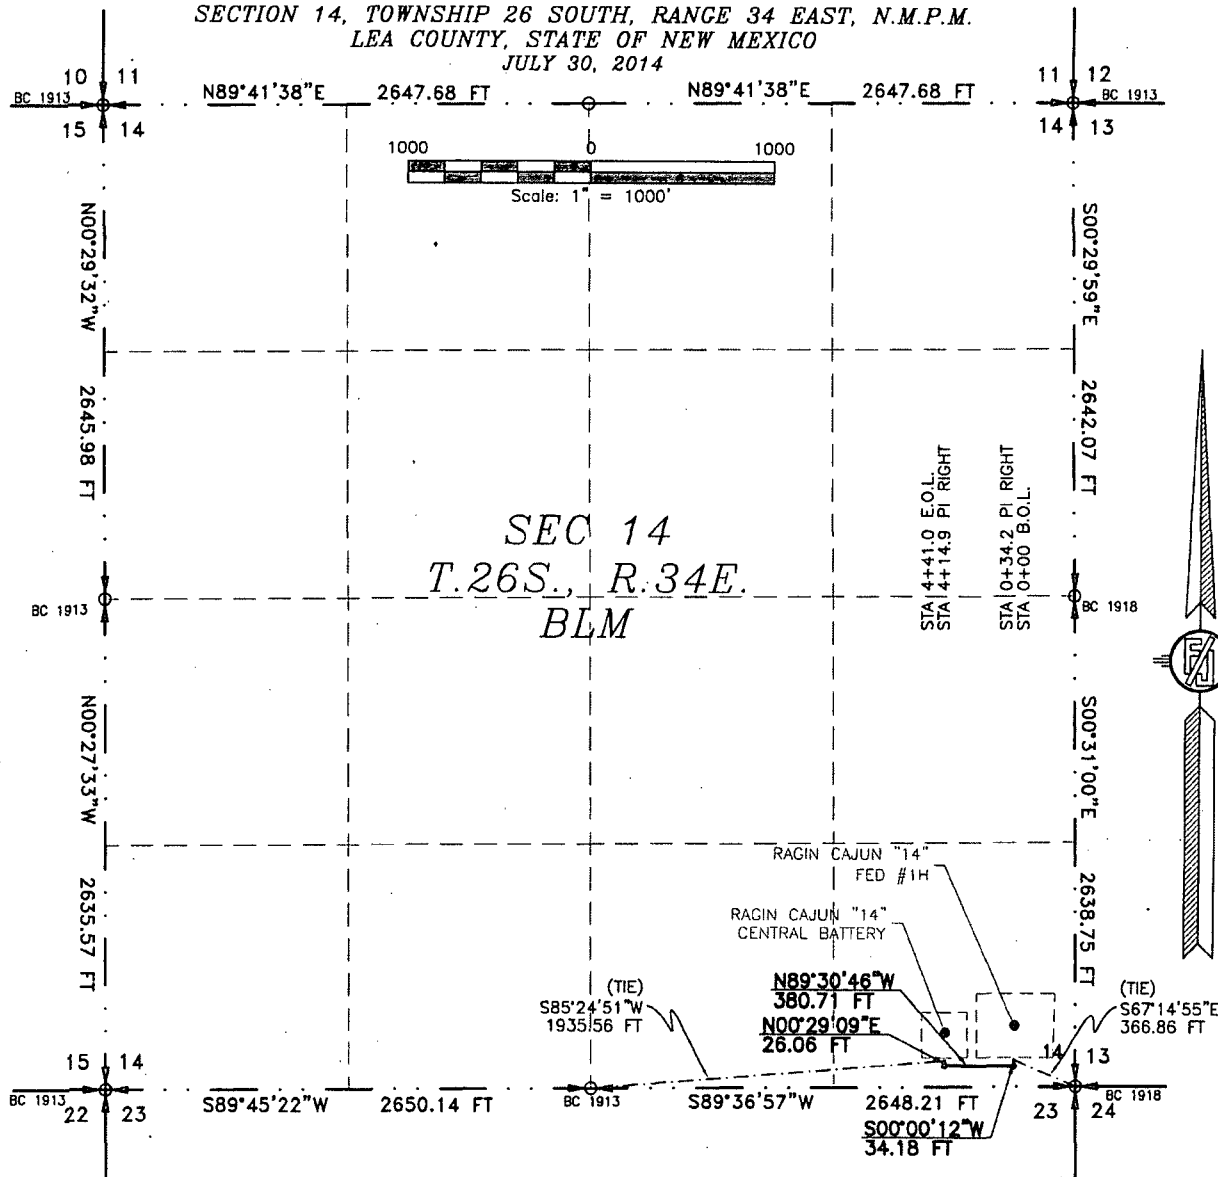 SECTION 14, TOWNSHIP 26 SOUTH, RANGE 34 EAST, N.M.P.M.
LEA COUNTY, STATE OF NEW MEXICO
JULY 30, 2014
10 11
BC 1913
15 14
N89°41'38"E 2647.68 FT
N89°41'38"E 2647.68 FT
11 12
BC 1913
14 13
1000 0 1000
Scale: 1" = 1000'
N00°29'32"W
2645.98 FT
S00°29'59"E
2642.07 FT
STA 4+41.0 E.O.L.
STA 4+14.9 PI RIGHT
STA 0+34.2 PI RIGHT
STA 0+00 B.O.L.
SEC 14
T.26S., R.34E.
BLM
BC 1913
BC 1918
N00°27'33"W
2635.57 FT
S00°31'00"E
2638.75 FT
RAGIN CAJUN "14"
FED #1H
RAGIN CAJUN "14"
CENTRAL BATTERY
(TIE)
S85°24'51"W
1935.56 FT
N89°30'46"W
380.71 FT
N00°29'09"E
26.06 FT
(TIE)
S67°14'55"E
366.86 FT
15 14
BC 1913
22 23
S89°45'22"W 2650.14 FT
BC 1913
S89°36'57"W 2648.21 FT
14 13
BC 1918
23 24
S00°00'12"W
34.18 FT